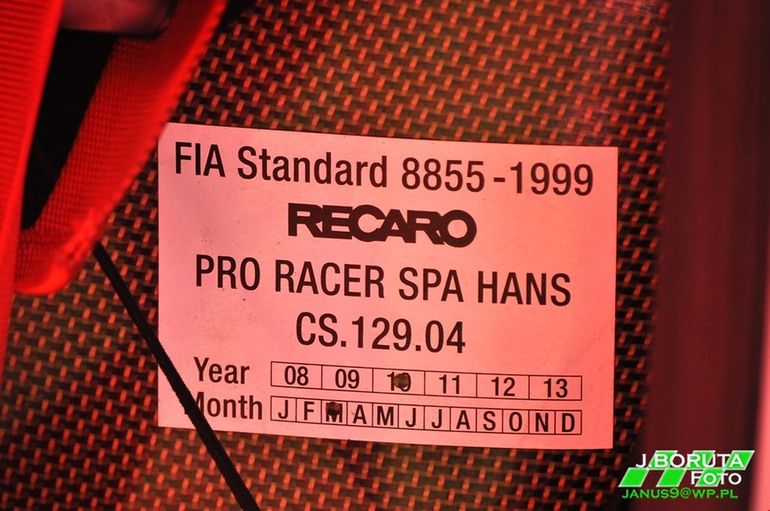 FIA Standard 8855-1999
RECARO
PRO RACER SPA HANS
CS.129.04
Year 08 09 10 11 12 13
Month J F M A M J J A S O N D
J.BORUTA
FOTO
JANUS9@WP.PL